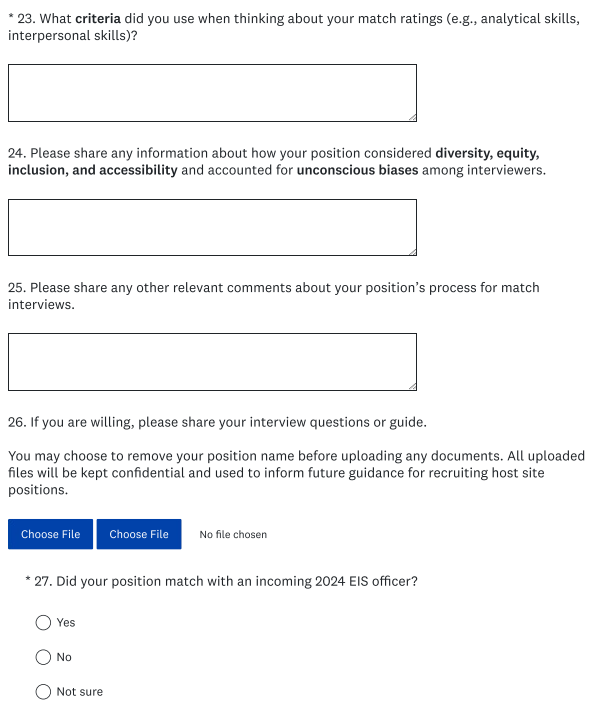 * 23. What criteria did you use when thinking about your match ratings (e.g., analytical skills,
interpersonal skills)?
24. Please share any information about how your position considered diversity, equity,
inclusion, and accessibility and accounted for unconscious biases among interviewers.
25. Please share any other relevant comments about your position’s process for match
interviews.
26. If you are willing, please share your interview questions or guide.
You may choose to remove your position name before uploading any documents. All uploaded
files will be kept confidential and used to inform future guidance for recruiting host site
positions.
Choose File Choose File No file chosen
* 27. Did your position match with an incoming 2024 EIS officer?
Yes
No
Not sure